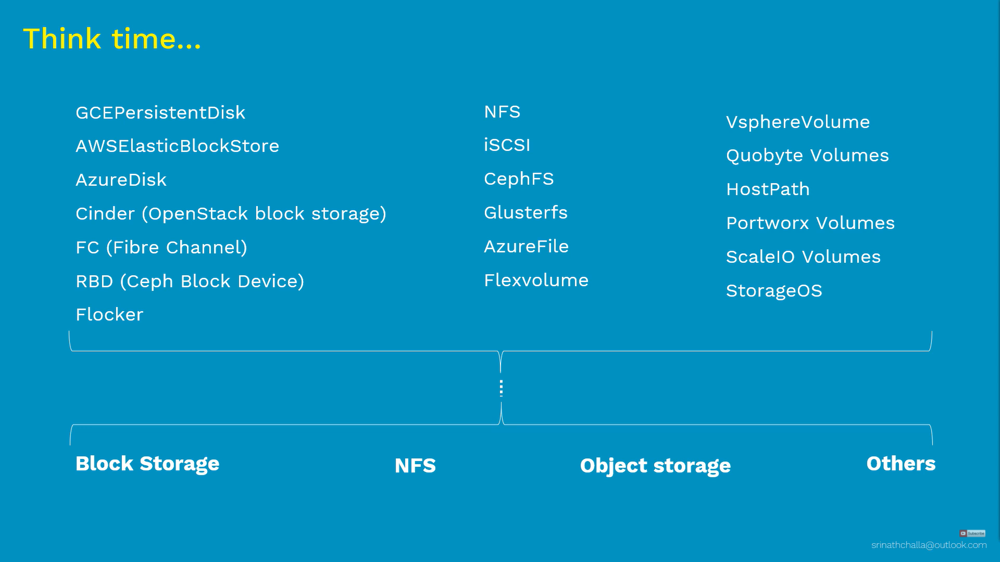 Think time...
GCEPersistentDisk
AWSElasticBlockStore
AzureDisk
Cinder (OpenStack block storage)
FC (Fibre Channel)
RBD (Ceph Block Device)
Flocker
NFS
iSCSI
CephFS
Glusterfs
AzureFile
Flexvolume
VsphereVolume
Quobyte Volumes
HostPath
Portworx Volumes
ScaleIO Volumes
StorageOS
Block Storage
NFS
Object storage
Others
Subscribe
srinathchalla@outlook.com